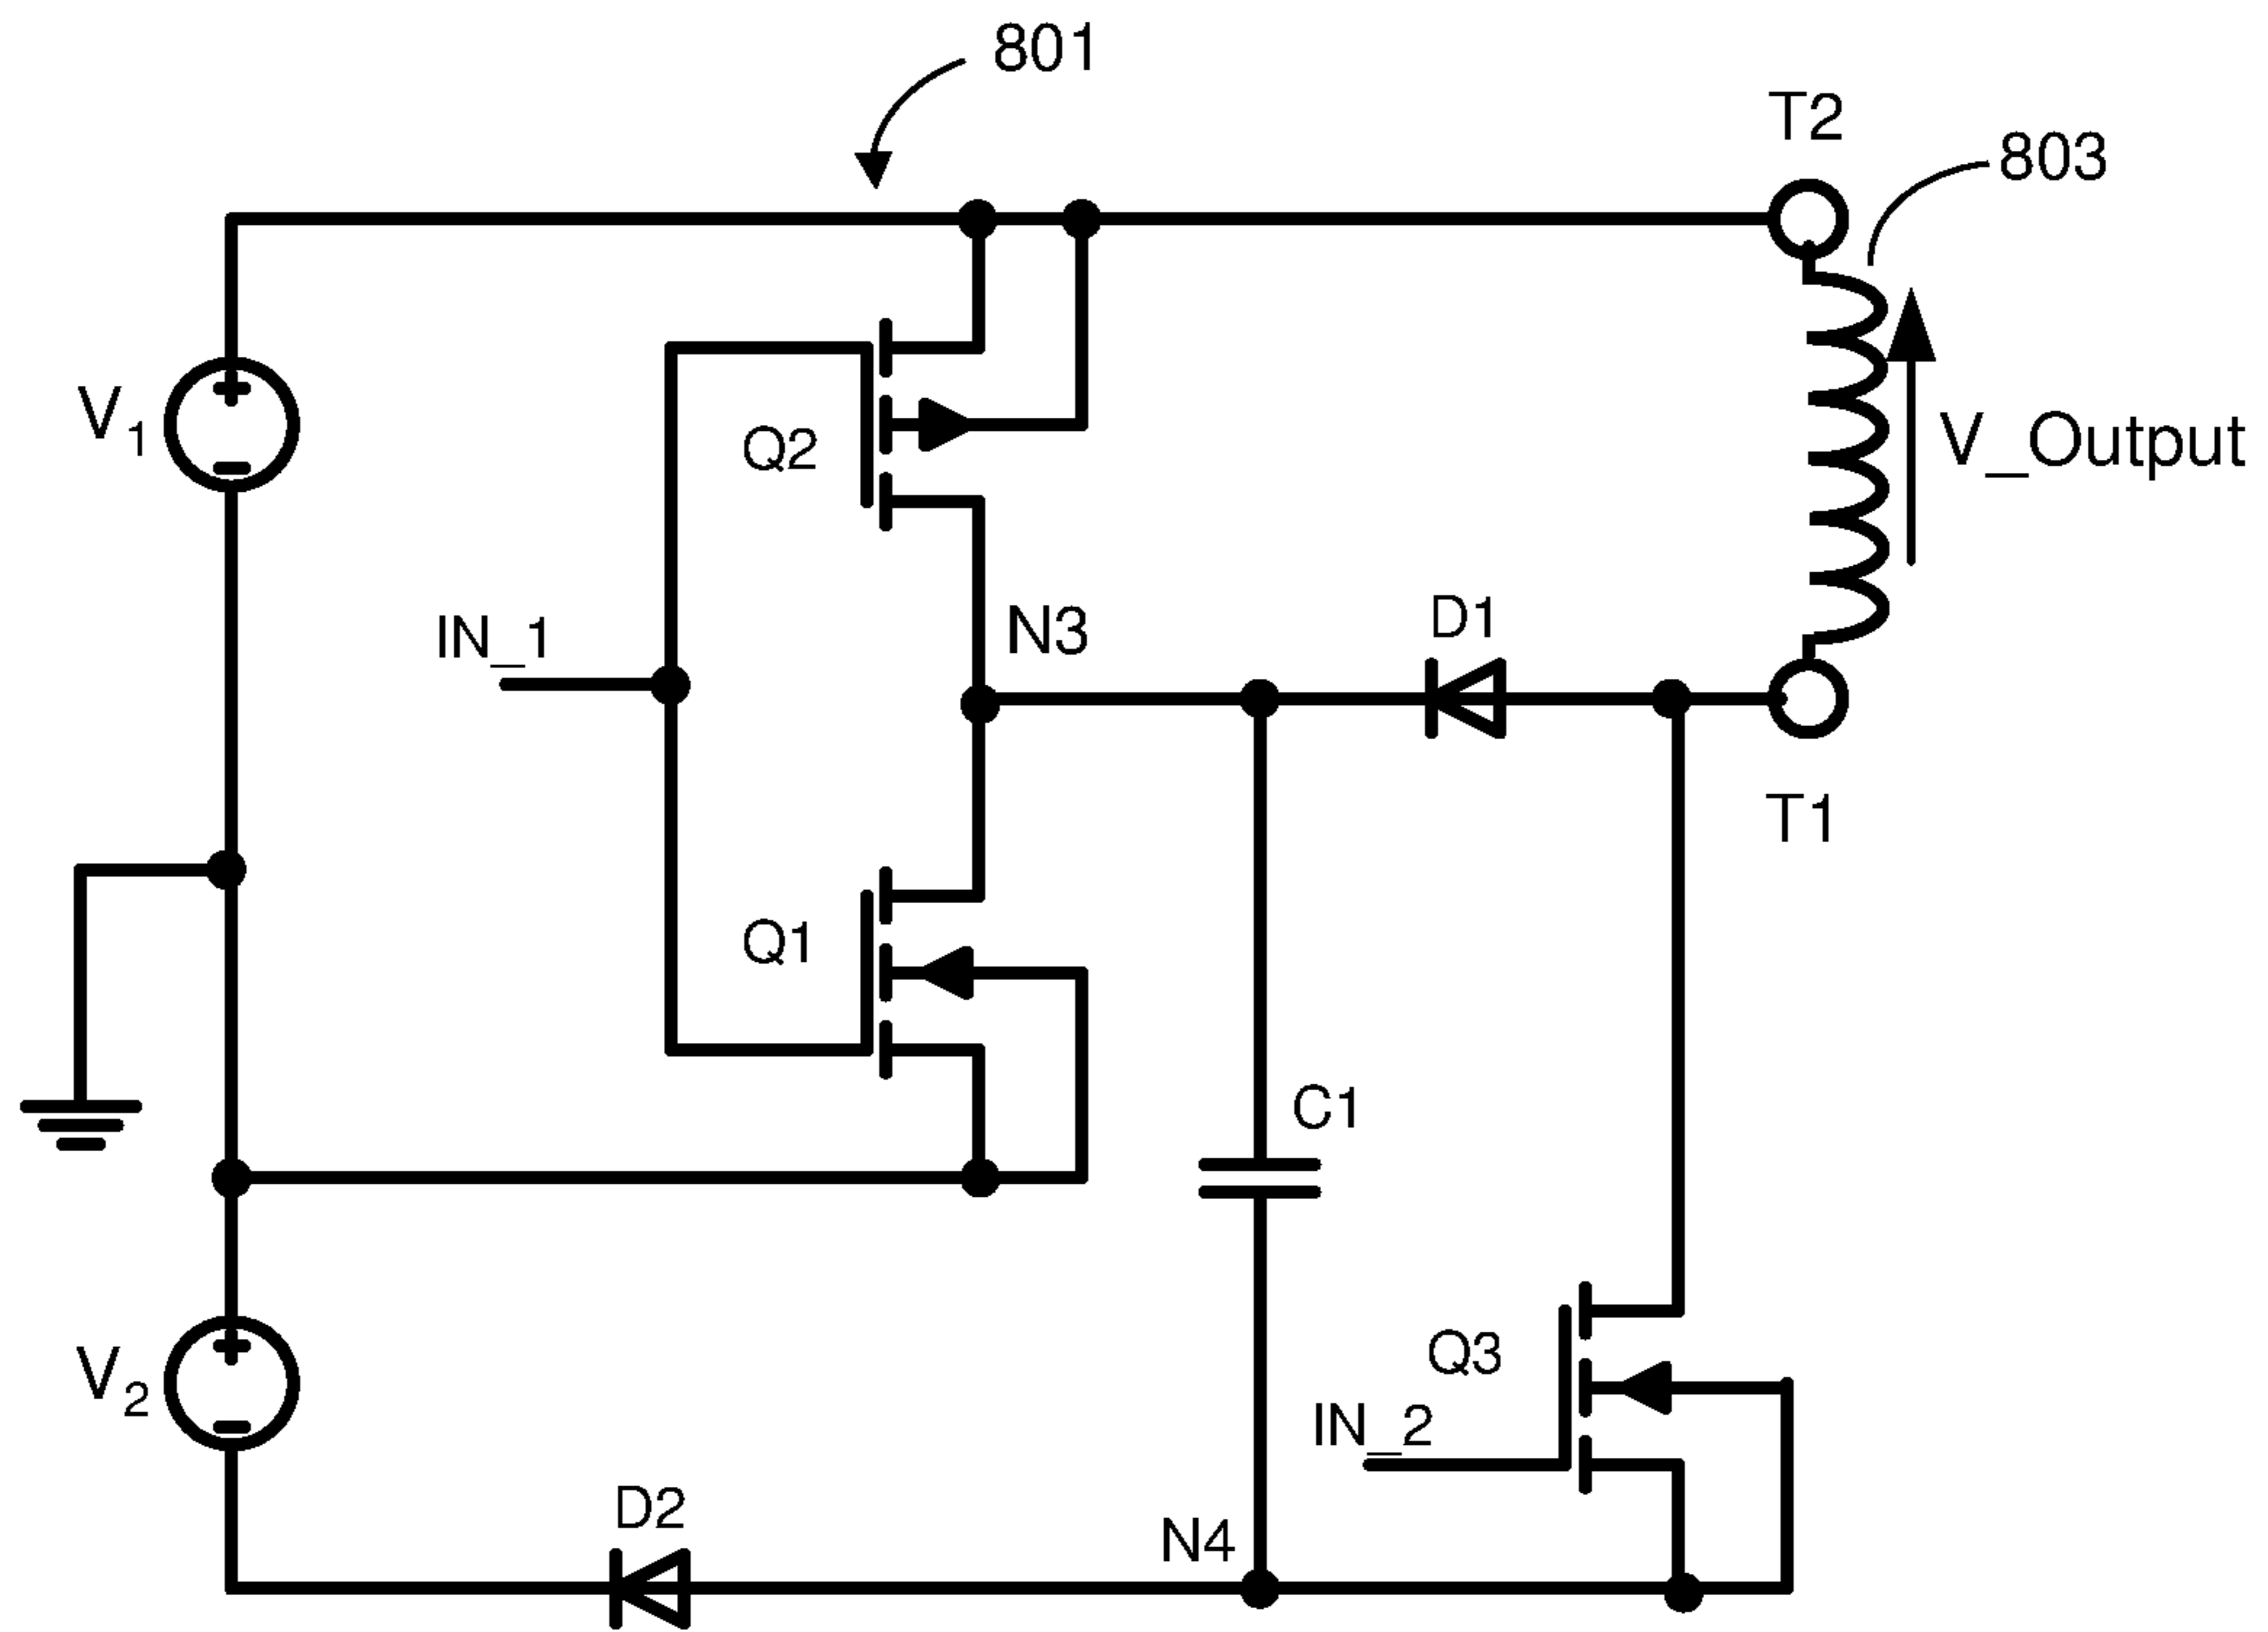 801
T2
803
V1
Q2
V_Output
IN_1
N3
D1
T1
Q1
C1
V2
Q3
IN_2
D2
N4